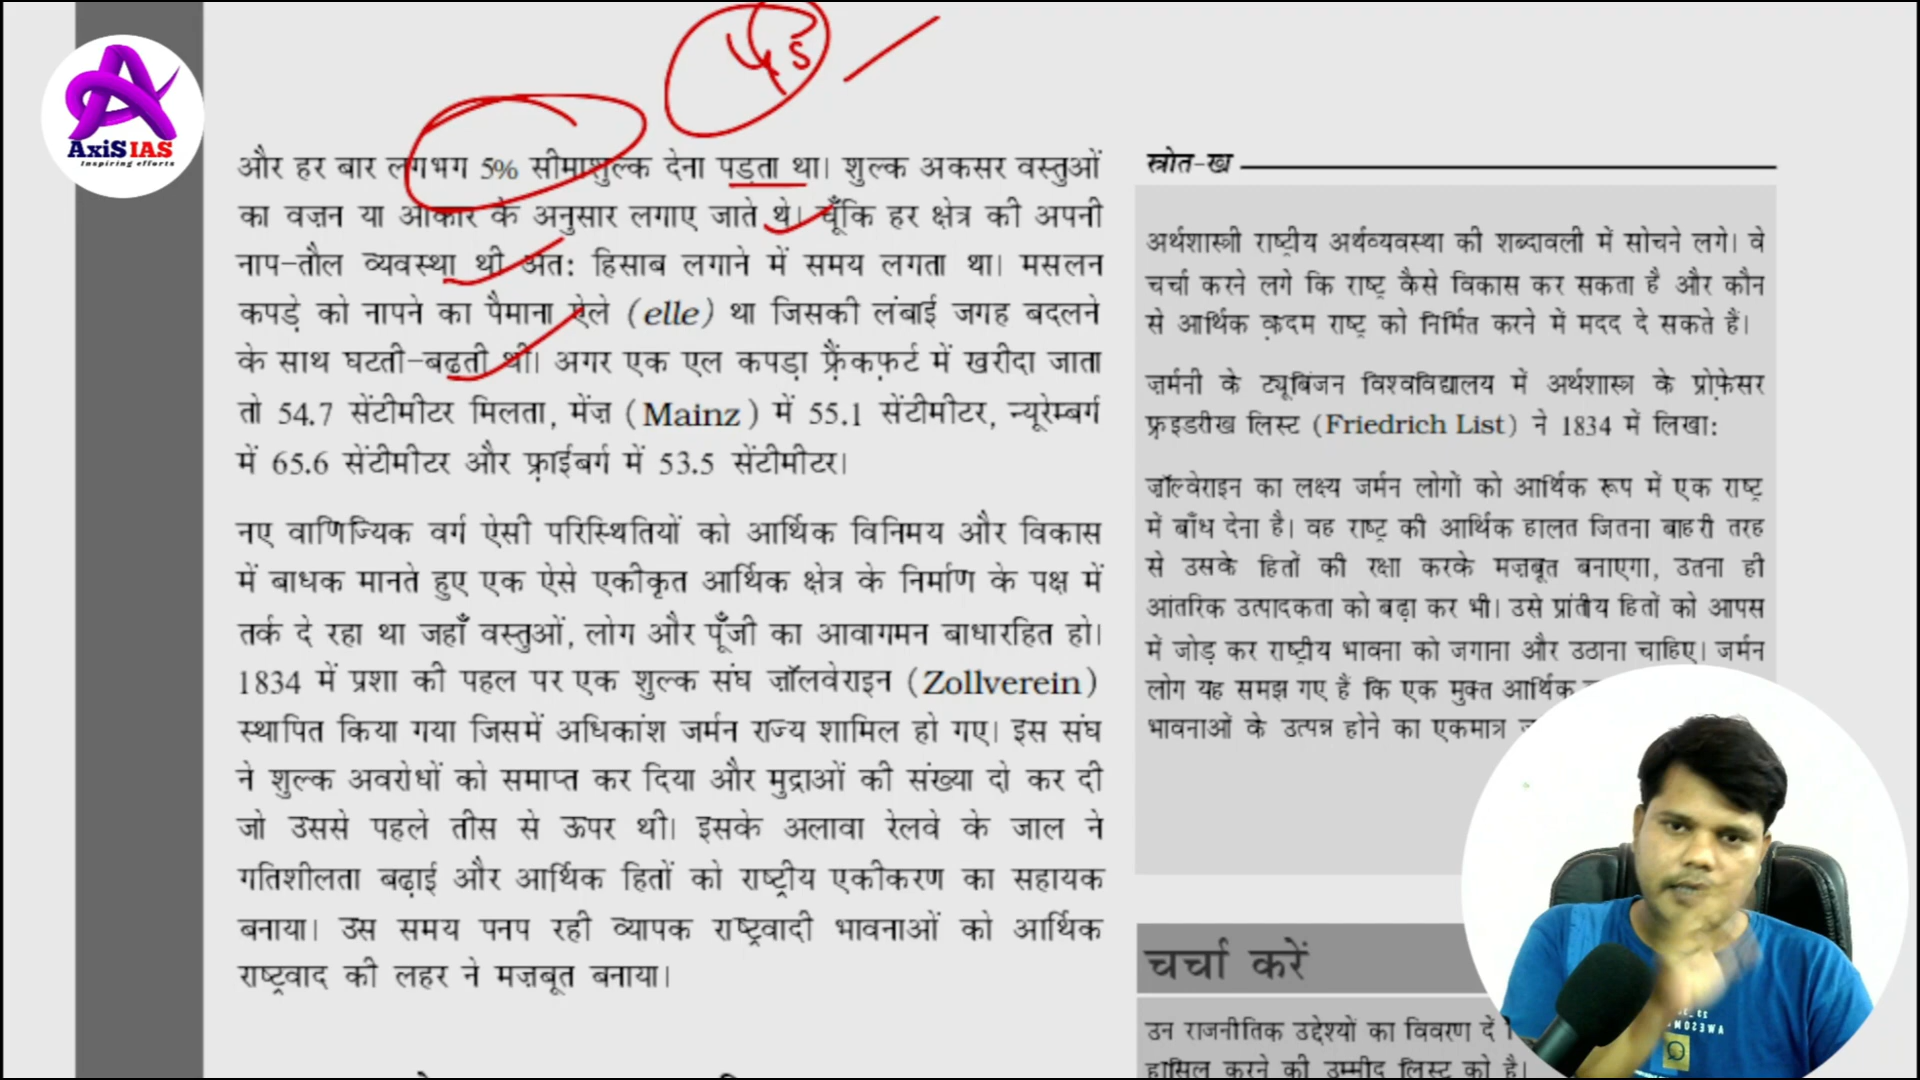 AxiSIAS
Inspiring efforts
और हर बार लगभग 5% सीमाशुल्क देना पड़ता था। शुल्क अकसर वस्तुओं
का वज़न या आकार के अनुसार लगाए जाते थे। चूँकि हर क्षेत्र की अपनी
नाप-तौल व्यवस्था थी अत: हिसाब लगाने में समय लगता था। मसलन
कपड़े को नापने का पैमाना ऐले (elle) था जिसकी लंबाई जगह बदलने
के साथ घटती-बढ़ती थी। अगर एक एल कपड़ा फ्रैंकफ़र्ट में खरीदा जाता
तो 54.7 सेंटीमीटर मिलता, मेंज़ (Mainz) में 55.1 सेंटीमीटर, न्यूरेम्बर्ग
में 65.6 सेंटीमीटर और फ्राईबर्ग में 53.5 सेंटीमीटर।
नए वाणिज्यिक वर्ग ऐसी परिस्थितियों को आर्थिक विनिमय और विकास
में बाधक मानते हुए एक ऐसे एकीकृत आर्थिक क्षेत्र के निर्माण के पक्ष में
तर्क दे रहा था जहाँ वस्तुओं, लोग और पूँजी का आवागमन बाधारहित हो।
1834 में प्रशा की पहल पर एक शुल्क संघ ज़ॉलवेराइन (Zollverein)
स्थापित किया गया जिसमें अधिकांश जर्मन राज्य शामिल हो गए। इस संघ
ने शुल्क अवरोधों को समाप्त कर दिया और मुद्राओं की संख्या दो कर दी
जो उससे पहले तीस से ऊपर थी। इसके अलावा रेलवे के जाल ने
गतिशीलता बढ़ाई और आर्थिक हितों को राष्ट्रीय एकीकरण का सहायक
बनाया। उस समय पनप रही व्यापक राष्ट्रवादी भावनाओं को आर्थिक
राष्ट्रवाद की लहर ने मज़बूत बनाया।
स्त्रोत-ख
अर्थशास्त्री राष्ट्रीय अर्थव्यवस्था की शब्दावली में सोचने लगे। वे
चर्चा करने लगे कि राष्ट्र कैसे विकास कर सकता है और कौन
से आर्थिक क़दम राष्ट्र को निर्मित करने में मदद दे सकते हैं।
ज़र्मनी के ट्यूबिंजन विश्वविद्यालय में अर्थशास्त्र के प्रोफ़ेसर
फ्रइडरीख लिस्ट (Friedrich List) ने 1834 में लिखा:
ज़ॉल्वेराइन का लक्ष्य जर्मन लोगों को आर्थिक रूप में एक राष्ट्र
में बाँध देना है। वह राष्ट्र की आर्थिक हालत जितना बाहरी तरह
से उसके हितों की रक्षा करके मज़बूत बनाएगा, उतना ही
आंतरिक उत्पादकता को बढ़ा कर भी। उसे प्रांतीय हितों को आपस
में जोड़ कर राष्ट्रीय भावना को जगाना और उठाना चाहिए। जर्मन
लोग यह समझ गए हैं कि एक मुक्त आर्थिक
भावनाओं के उत्पन्न होने का एकमात्र
चर्चा करें
उन राजनीतिक उद्देश्यों का विवरण दें
हासिल करने की उम्मीद लिस्ट को है।